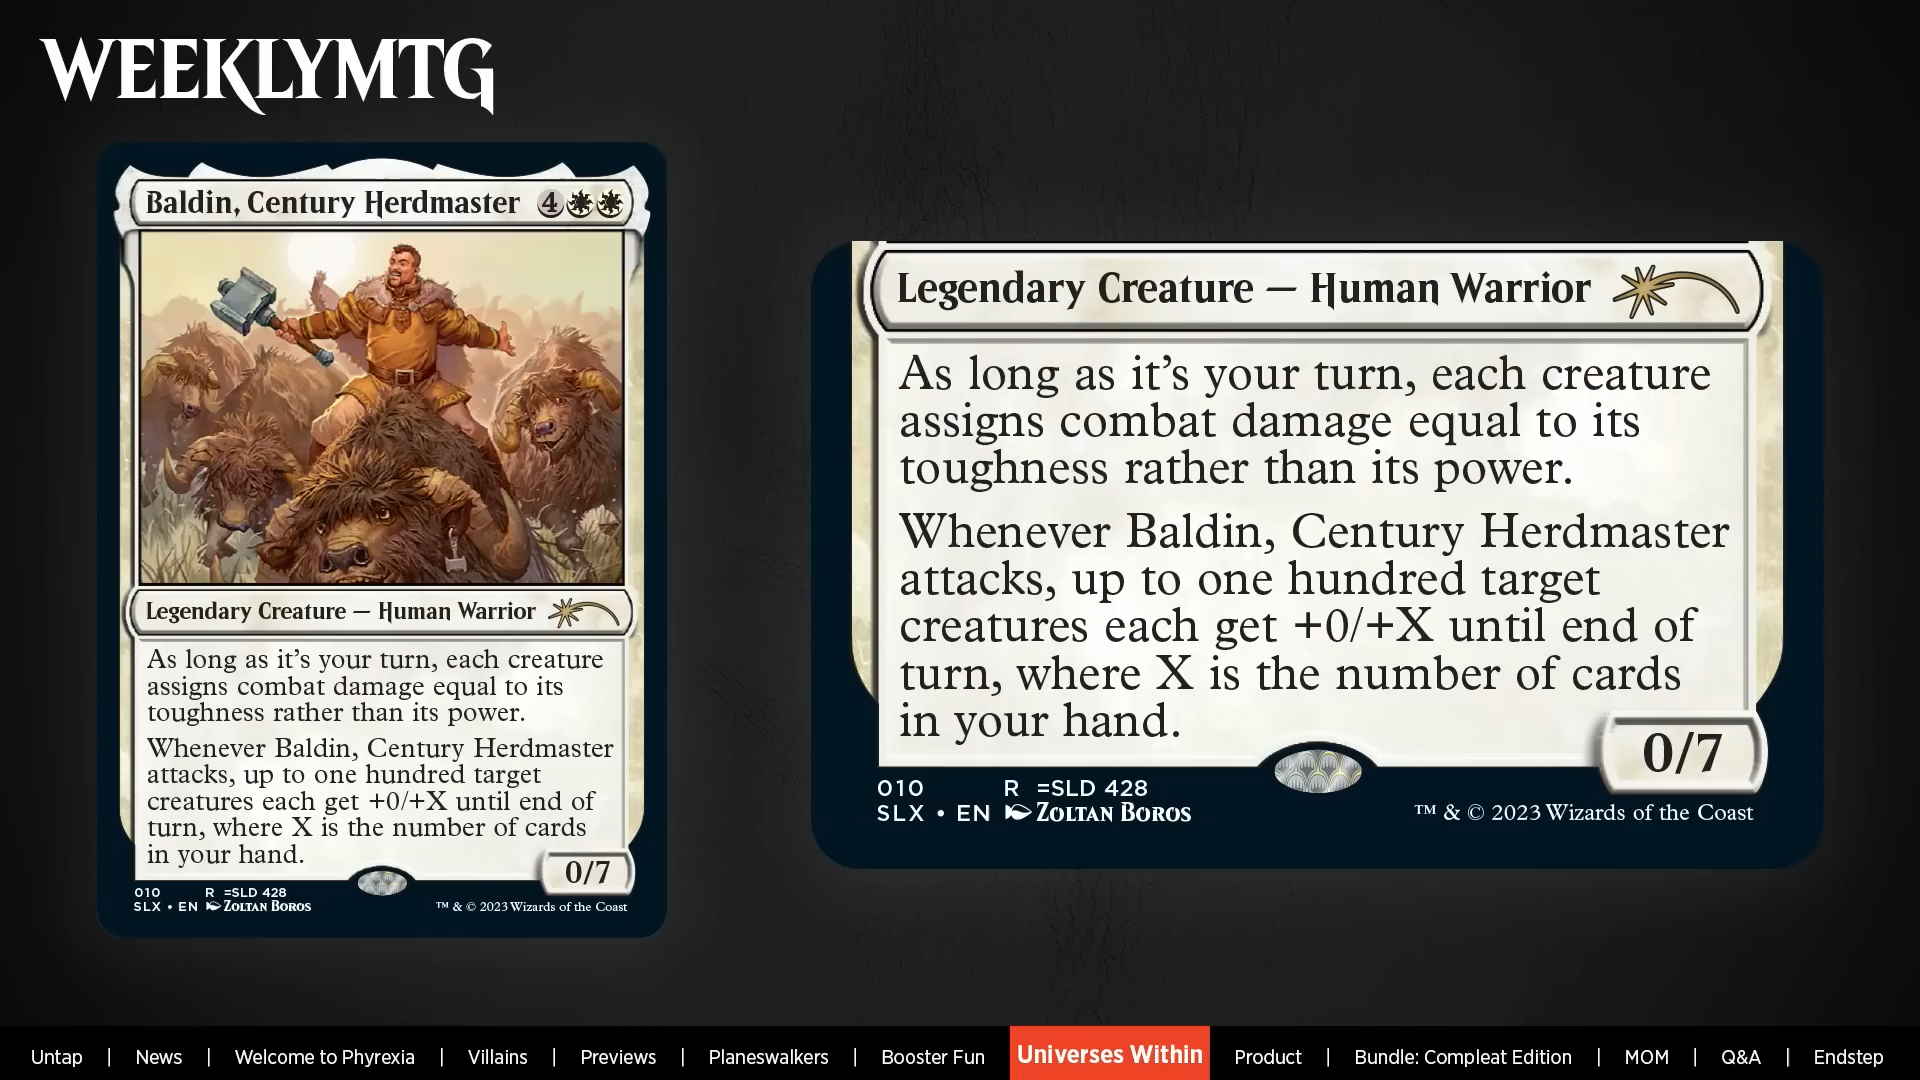 WEEKLYMTG
Baldin, Century Herdmaster 4
Legendary Creature — Human Warrior
As long as it's your turn, each creature
assigns combat damage equal to its
toughness rather than its power.
Whenever Baldin, Century Herdmaster
attacks, up to one hundred target
creatures each get +0/+X until end of
turn, where X is the number of cards
in your hand.
0/7
010 R =SLD 428
SLX • EN Zoltan Boros ™ & © 2023 Wizards of the Coast
Legendary Creature — Human Warrior
As long as it's your turn, each creature
assigns combat damage equal to its
toughness rather than its power.
Whenever Baldin, Century Herdmaster
attacks, up to one hundred target
creatures each get +0/+X until end of
turn, where X is the number of cards
in your hand.
0/7
010 R =SLD 428
SLX • EN Zoltan Boros ™ & © 2023 Wizards of the Coast
Untap | News | Welcome to Phyrexia | Villains | Previews | Planeswalkers | Booster Fun Universes Within Product | Bundle: Compleat Edition | MOM | Q&A | Endstep